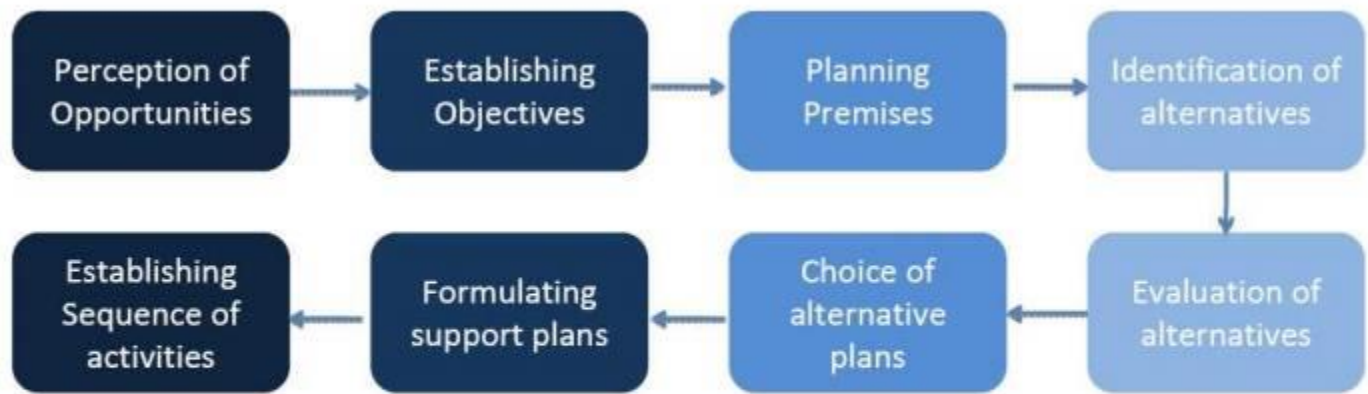 Perception of
Opportunities
Establishing
Objectives
Planning
Premises
Identification of
alternatives
Evaluation of
alternatives
Choice of
alternative
plans
Formulating
support plans
Establishing
Sequence of
activities